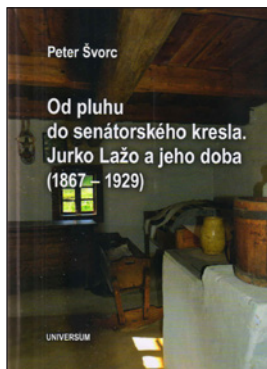 Peter Švorc
Od pluhu
do senátorského kresla.
Jurko Lažo a jeho doba
(1867 – 1929)
UNIVERSUM